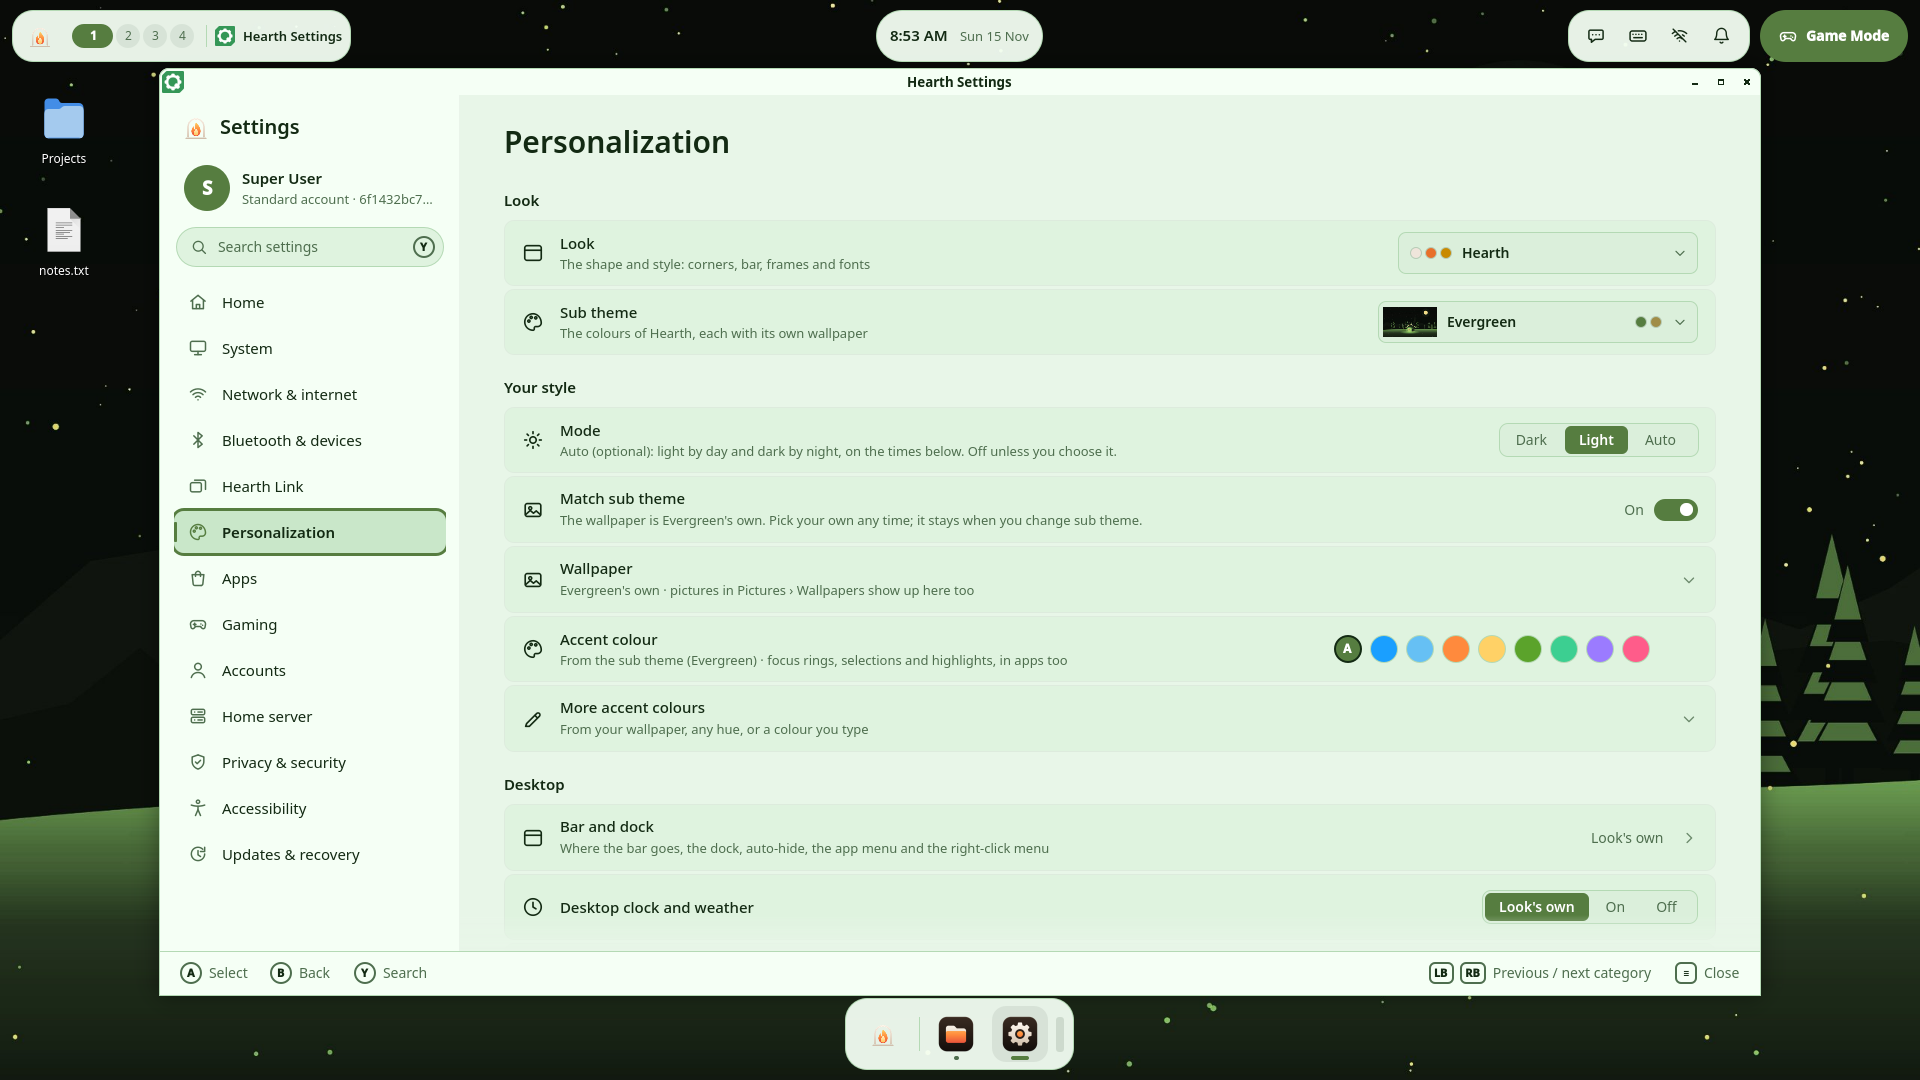 1 2 3 4 Hearth Settings
8:53 AM Sun 15 Nov
Game Mode
Projects
notes.txt
Hearth Settings
Settings
S
Super User
Standard account · 6f1432bc7...
Search settings Y
Home
System
Network & internet
Bluetooth & devices
Hearth Link
Personalization
Apps
Gaming
Accounts
Home server
Privacy & security
Accessibility
Updates & recovery
Personalization
Look
Look
The shape and style: corners, bar, frames and fonts
Hearth
Sub theme
The colours of Hearth, each with its own wallpaper
Evergreen
Your style
Mode
Auto (optional): light by day and dark by night, on the times below. Off unless you choose it.
Dark Light Auto
Match sub theme
The wallpaper is Evergreen's own. Pick your own any time; it stays when you change sub theme.
On
Wallpaper
Evergreen's own · pictures in Pictures › Wallpapers show up here too
Accent colour
From the sub theme (Evergreen) · focus rings, selections and highlights, in apps too
A
More accent colours
From your wallpaper, any hue, or a colour you type
Desktop
Bar and dock
Where the bar goes, the dock, auto-hide, the app menu and the right-click menu
Look's own
Desktop clock and weather
Look's own On Off
A Select B Back Y Search
LB RB Previous / next category ≡ Close